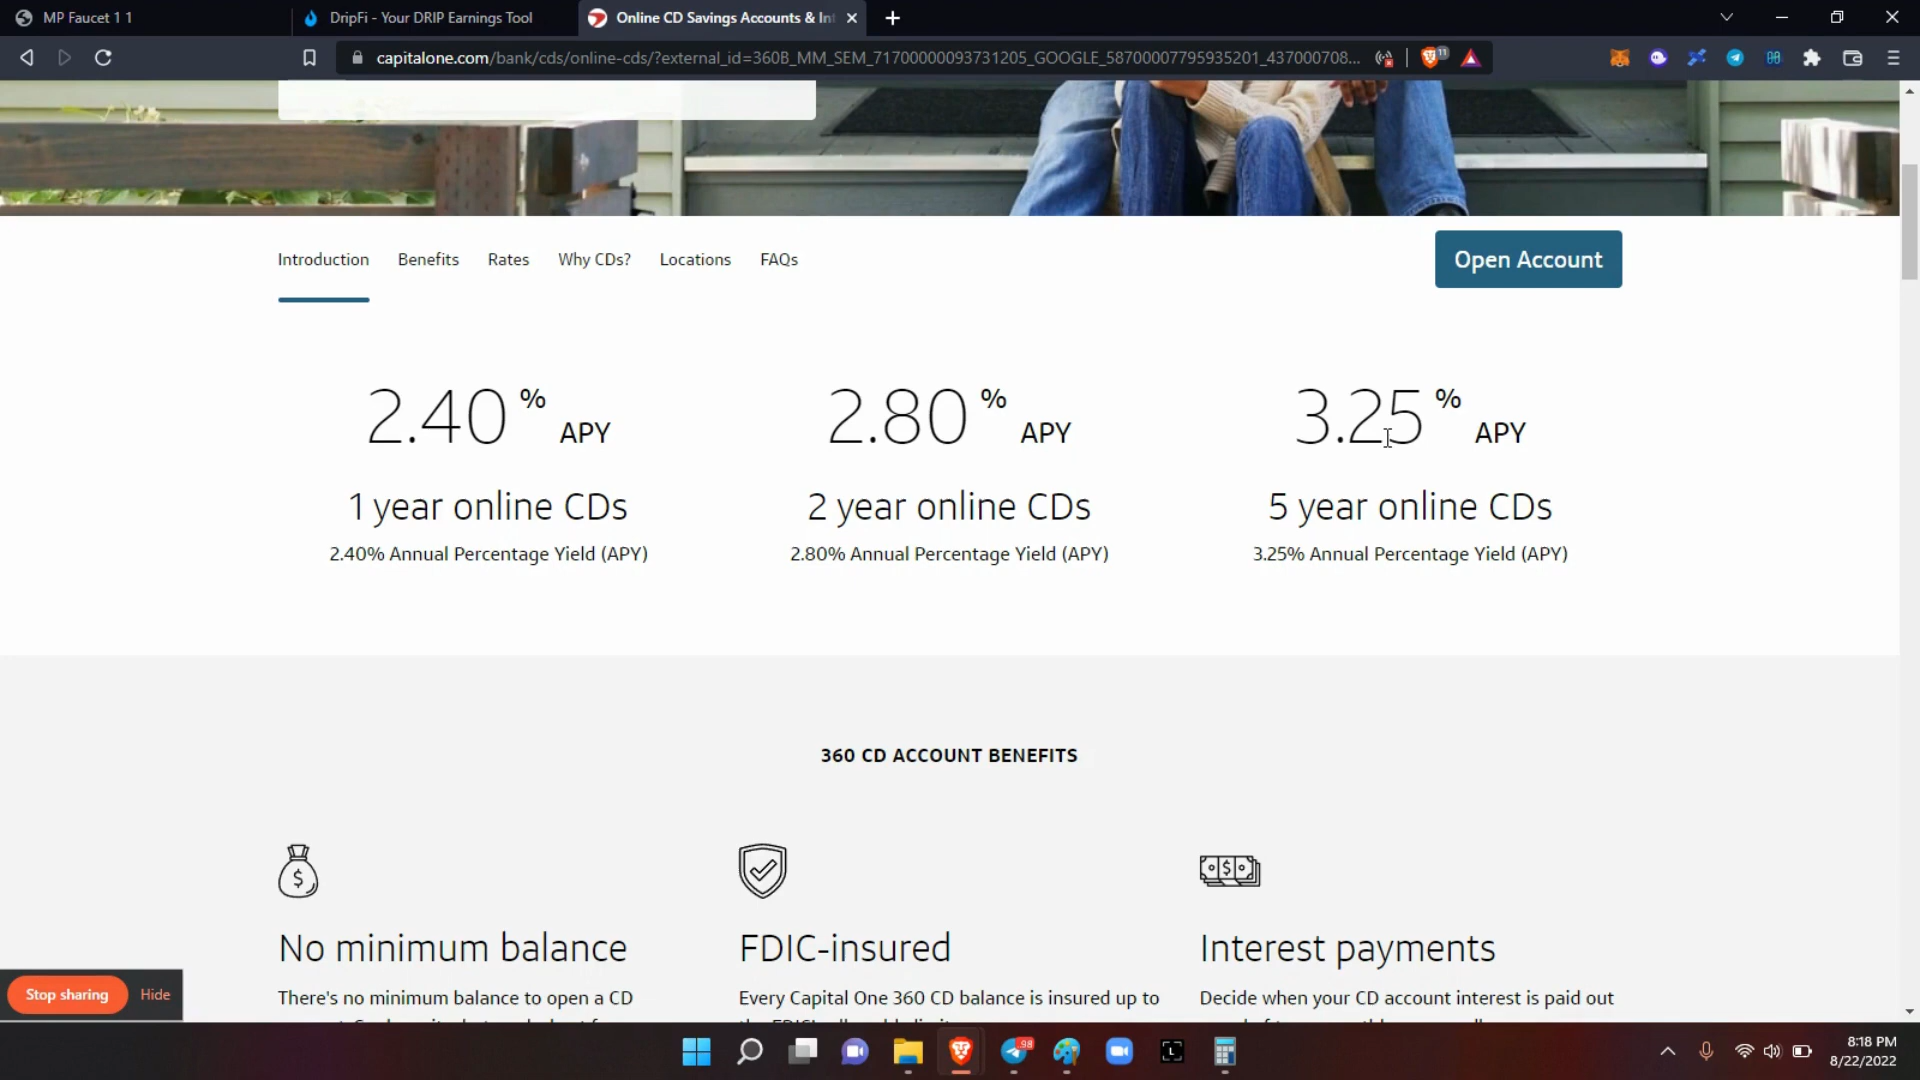 MP Faucet 1 1
DripFi - Your DRIP Earnings Tool
Online CD Savings Accounts & In
capitalone.com/bank/cds/online-cds/?external_id=360B_MM_SEM_71700000093731205_GOOGLE_58700007795935201_437000708...
11
Introduction
Benefits
Rates
Why CDs?
Locations
FAQs
Open Account
2.40% APY
2.80% APY
3.25% APY
1 year online CDs
2 year online CDs
5 year online CDs
2.40% Annual Percentage Yield (APY)
2.80% Annual Percentage Yield (APY)
3.25% Annual Percentage Yield (APY)
360 CD ACCOUNT BENEFITS
No minimum balance
FDIC-insured
Interest payments
There's no minimum balance to open a CD
Every Capital One 360 CD balance is insured up to
Decide when your CD account interest is paid out
Stop sharing
Hide
98
L
8:18 PM
8/22/2022